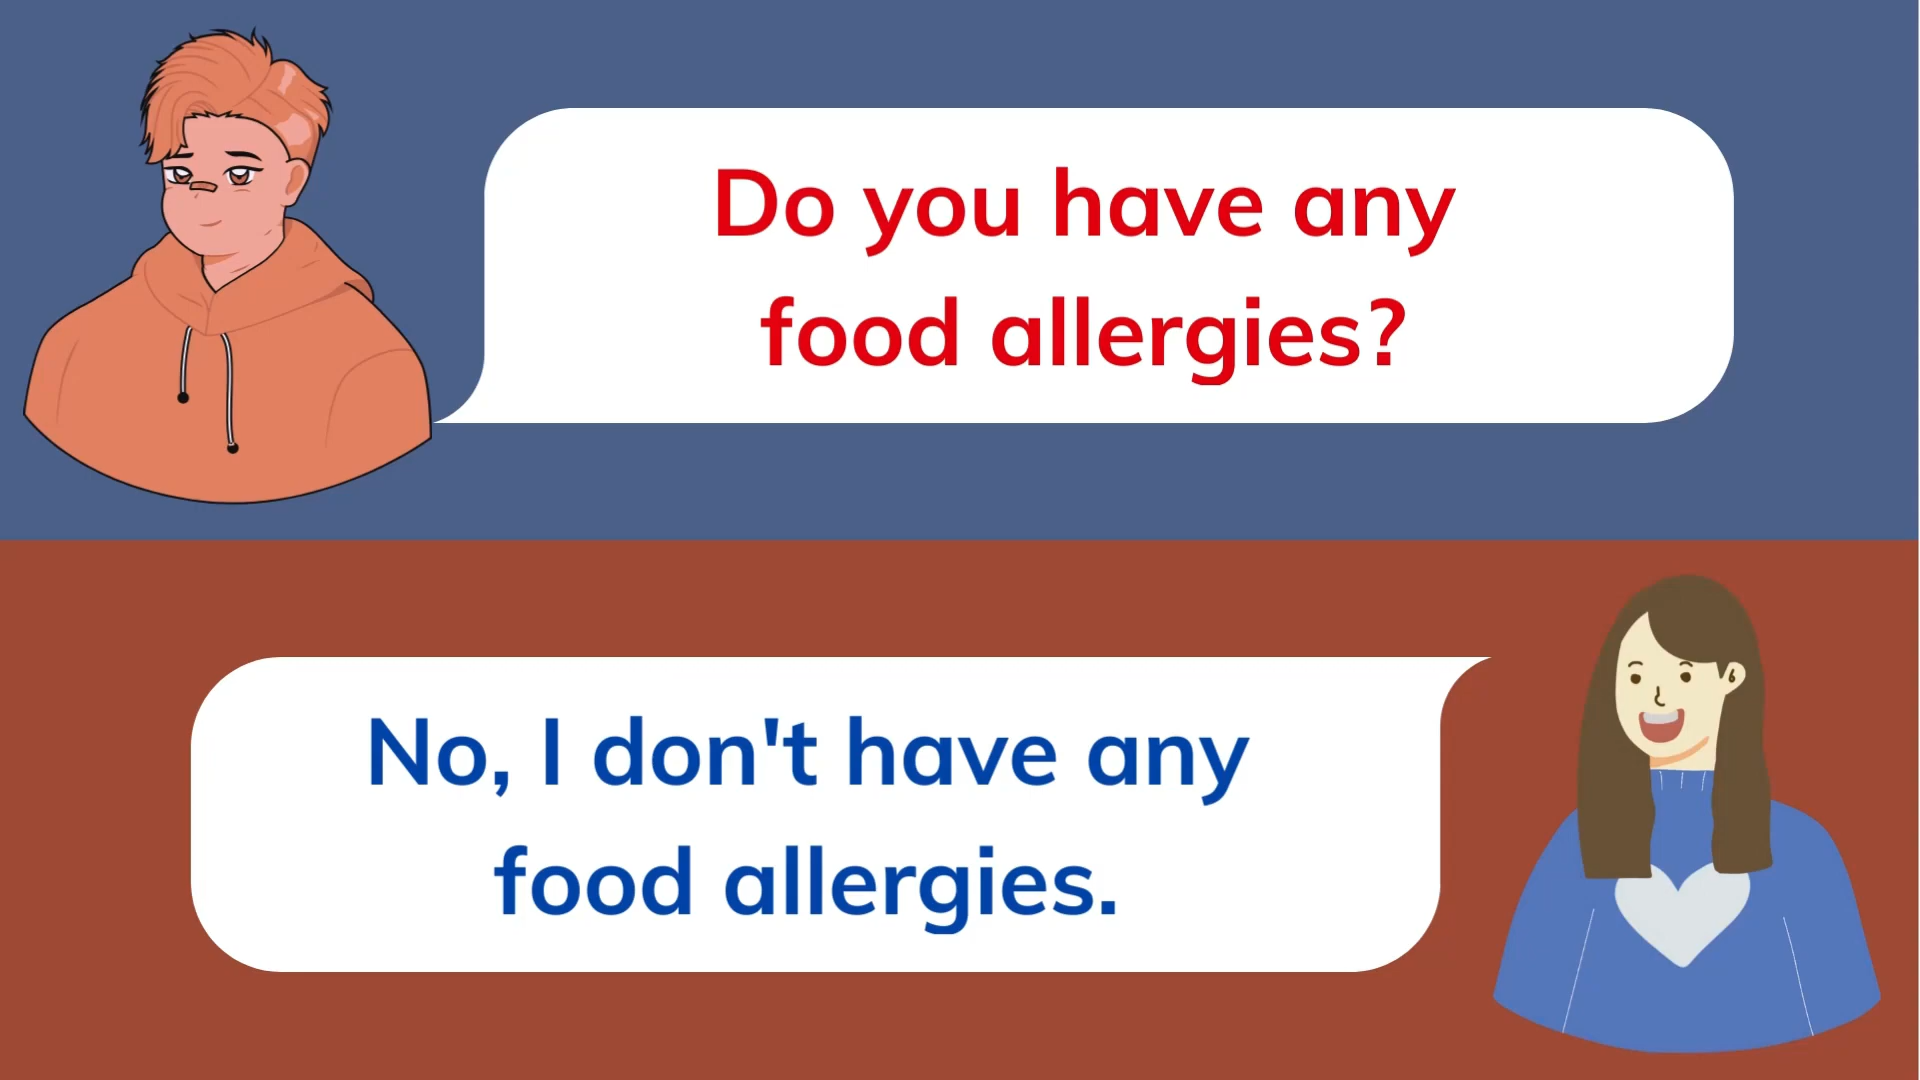 Do you have any
food allergies?
No, I don't have any
food allergies.